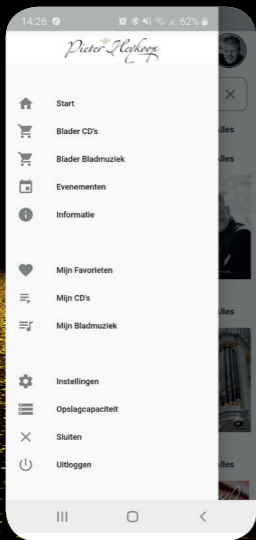 14:26
62%
Pieter Heykoop
Start
Alles
Blader CD's
Blader Bladmuziek
Alles
Evenementen
Informatie
Mijn Favorieten
Mijn CD's
Alles
Mijn Bladmuziek
Instellingen
Opslagcapaciteit
Sluiten
Uitloggen
Alles